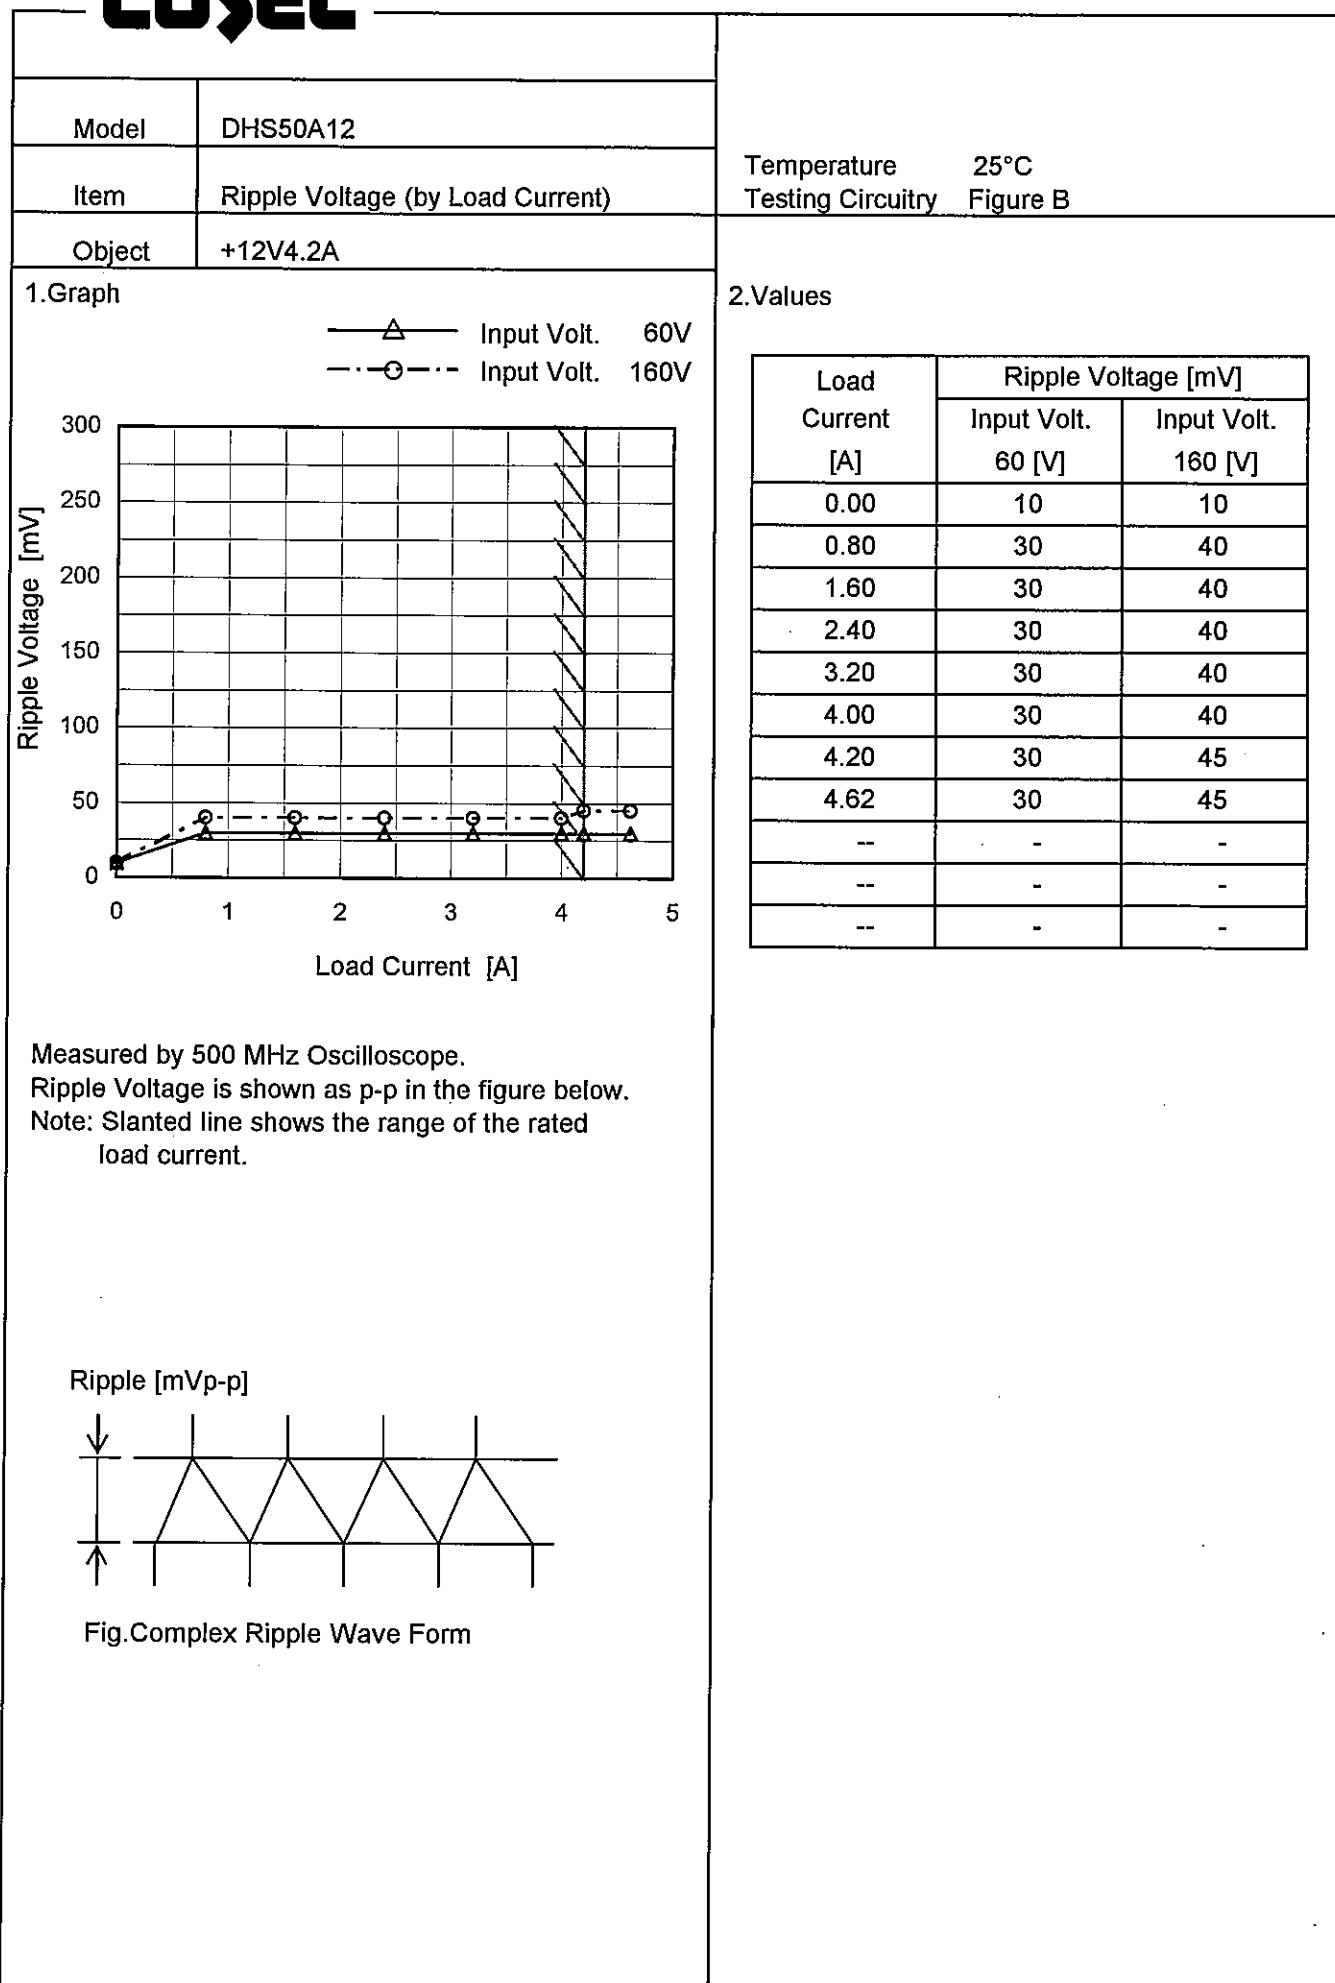 COSEL
Model DHS50A12
Item Ripple Voltage (by Load Current)
Object +12V4.2A
Temperature 25°C
Testing Circuitry Figure B
1.Graph
Input Volt. 60V
Input Volt. 160V
300
250
200
150
100
50
0
Ripple Voltage [mV]
0 1 2 3 4 5
Load Current [A]
Measured by 500 MHz Oscilloscope.
Ripple Voltage is shown as p-p in the figure below.
Note: Slanted line shows the range of the rated
load current.
Ripple [mVp-p]
Fig.Complex Ripple Wave Form
2.Values
Load Ripple Voltage [mV]
Current Input Volt. Input Volt.
[A] 60 [V] 160 [V]
0.00 10 10
0.80 30 40
1.60 30 40
2.40 30 40
3.20 30 40
4.00 30 40
4.20 30 45
4.62 30 45
-- - -
-- - -
-- - -